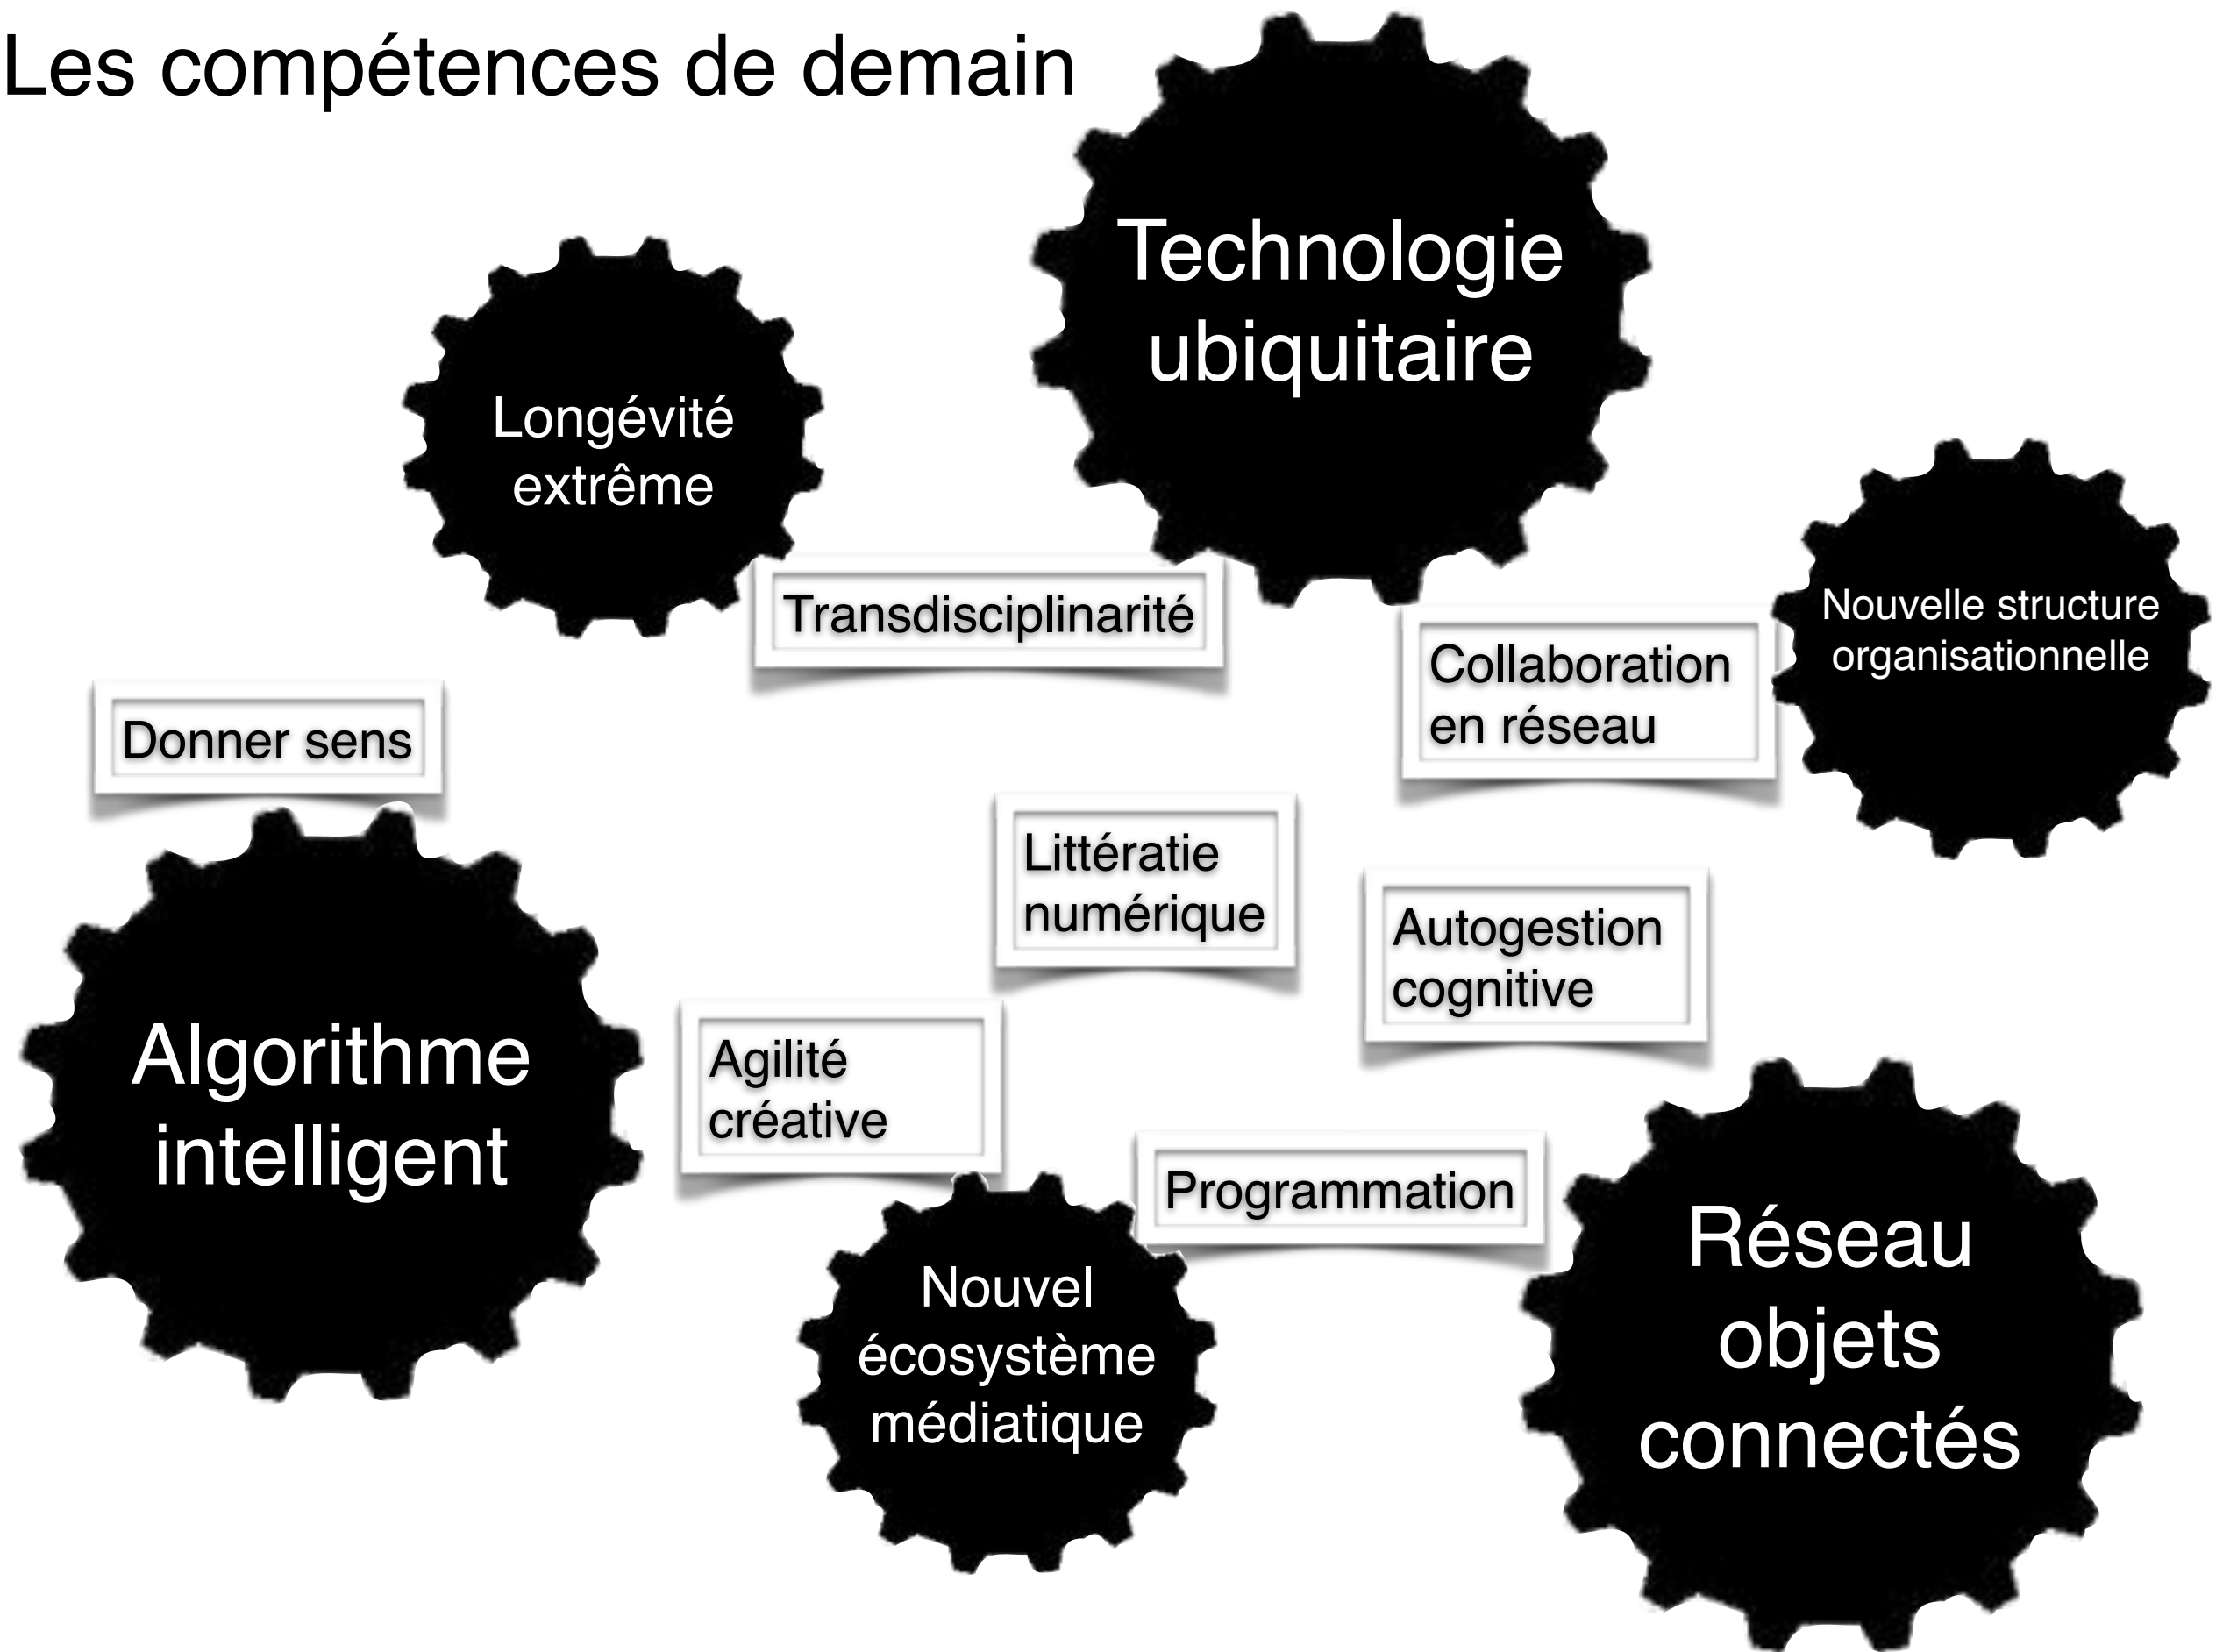 Les compétences de demain
Technologie
ubiquitaire
Longévité
extrême
Transdisciplinarité
Nouvelle structure
organisationnelle
Collaboration
en réseau
Donner sens
Littératie
numérique
Autogestion
cognitive
Algorithme
intelligent
Agilité
créative
Programmation
Nouvel
écosystème
médiatique
Réseau
objets
connectés